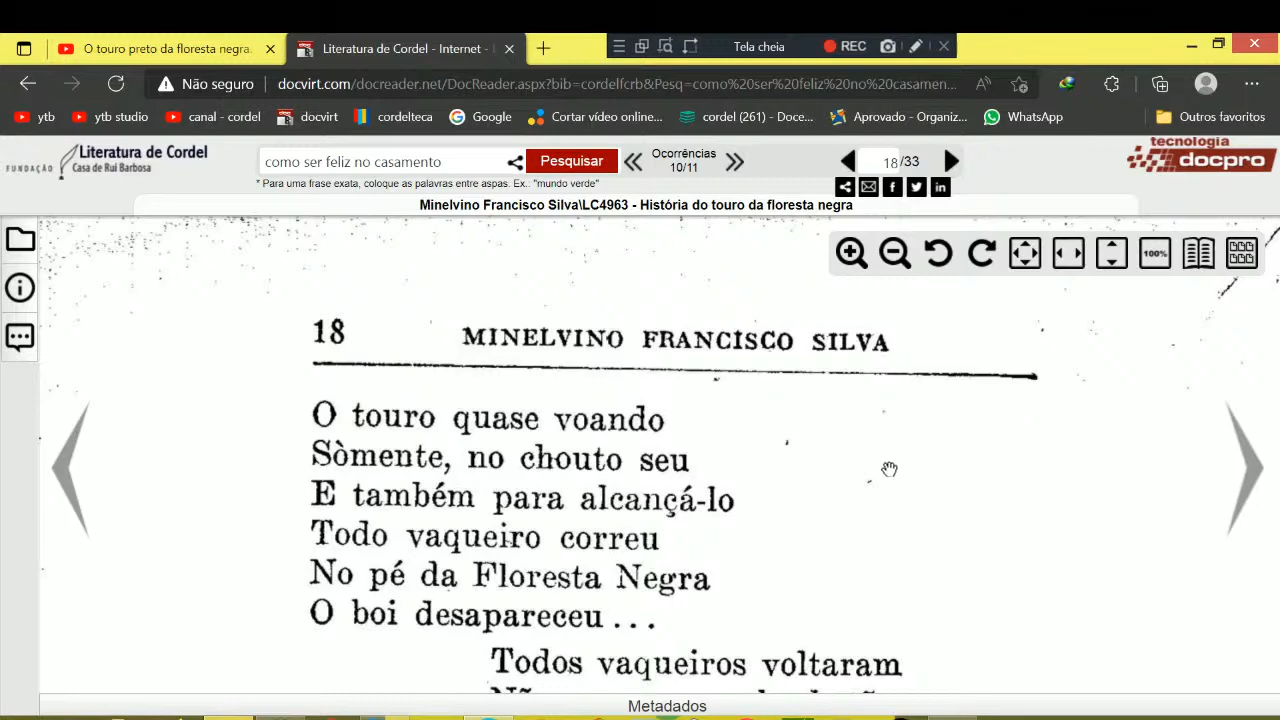 O touro preto da floresta negra.
Literatura de Cordel - Internet -
Tela cheia
REC
Não seguro
docvirt.com/docreader.net/DocReader.aspx?bib=cordelfcrb&Pesq=como%20ser%20feliz%20no%20casamen...
ytb
ytb studio
canal - cordel
docvirt
cordelteca
Google
Cortar vídeo online...
cordel (261) - Doce...
Aprovado - Organiz...
WhatsApp
Outros favoritos
FUNDAÇÃO
Literatura de Cordel
Casa de Rui Barbosa
como ser feliz no casamento
Pesquisar
Ocorrências
10/11
18 /33
tecnologia
docpro
* Para uma frase exata, coloque as palavras entre aspas. Ex.: "mundo verde"
Minelvino Francisco Silva\LC4963 - História do touro da floresta negra
100%
18 MINELVINO FRANCISCO SILVA
O touro quase voando
Sòmente, no chouto seu
E também para alcançá-lo
Todo vaqueiro correu
No pé da Floresta Negra
O boi desapareceu...
Todos vaqueiros voltaram
Metadados